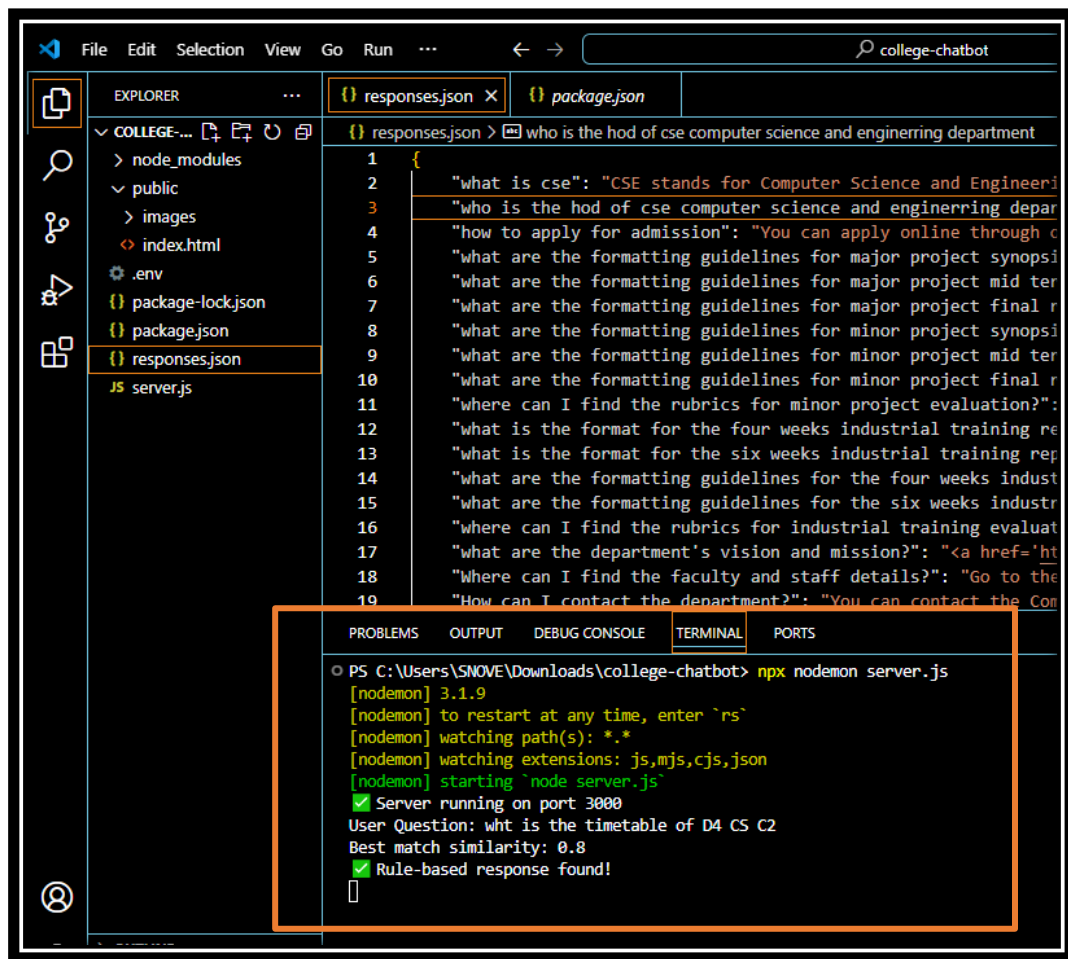 File Edit Selection View Go Run ··· ← → college-chatbot
EXPLORER ···
COLLEGE-...
> node_modules
public
> images
<> index.html
.env
{} package-lock.json
{} package.json
{} responses.json
JS server.js
{} responses.json × {} package.json
{} responses.json > who is the hod of cse computer science and enginerring department
1 {
2 "what is cse": "CSE stands for Computer Science and Engineeri
3 "who is the hod of cse computer science and enginerring depar
4 "how to apply for admission": "You can apply online through
5 "what are the formatting guidelines for major project synopsi
6 "what are the formatting guidelines for major project mid ter
7 "what are the formatting guidelines for major project final r
8 "what are the formatting guidelines for minor project synopsi
9 "what are the formatting guidelines for minor project mid ter
10 "what are the formatting guidelines for minor project final r
11 "where can I find the rubrics for minor project evaluation?":
12 "what is the format for the four weeks industrial training re
13 "what is the format for the six weeks industrial training rep
14 "what are the formatting guidelines for the four weeks indust
15 "what are the formatting guidelines for the six weeks industr
16 "where can I find the rubrics for industrial training evaluat
17 "what are the department's vision and mission?": "<a href='ht
18 "Where can I find the faculty and staff details?": "Go to the
19 "How can I contact the department?": "You can contact the Com
PROBLEMS OUTPUT DEBUG CONSOLE TERMINAL PORTS
PS C:\Users\SNOVE\Downloads\college-chatbot> npx nodemon server.js
[nodemon] 3.1.9
[nodemon] to restart at any time, enter `rs`
[nodemon] watching path(s): *.*
[nodemon] watching extensions: js,mjs,cjs,json
[nodemon] starting `node server.js`
✅ Server running on port 3000
User Question: wht is the timetable of D4 CS C2
Best match similarity: 0.8
✅ Rule-based response found!